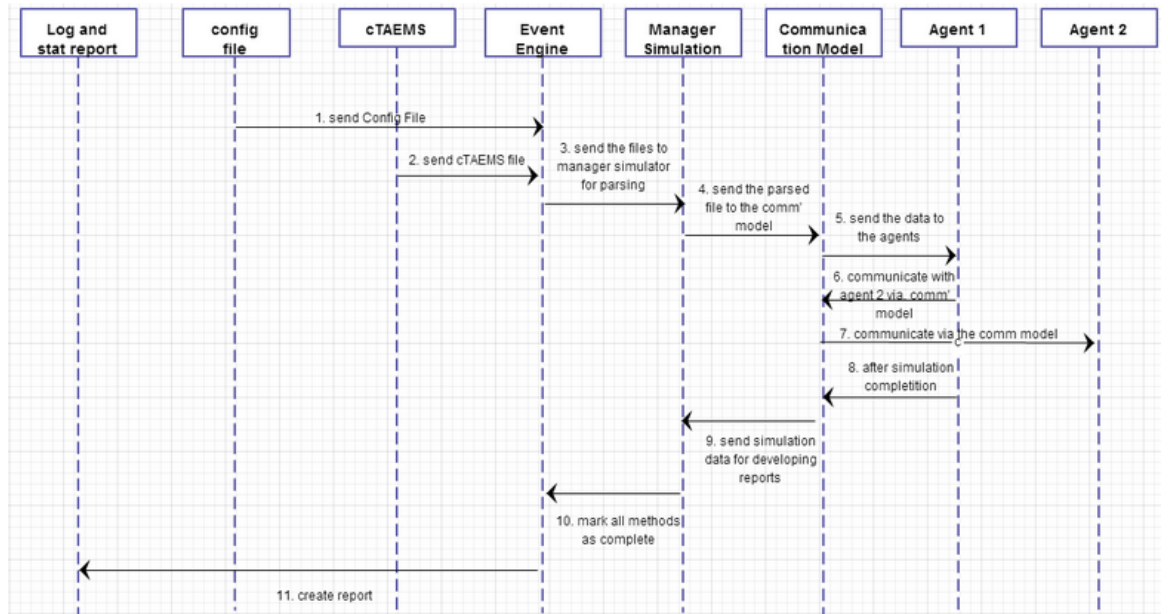 Log and
stat report
config
file
cTAEMS
Event
Engine
Manager
Simulation
Communica
tion Model
Agent 1
Agent 2
1. send Config File
2. send cTAEMS file
3. send the files to
manager simulator
for parsing
4. send the parsed
file to the comm'
model
5. send the data to
the agents
6. communicate with
agent 2 via. comm'
model
7. communicate via the comm model
c
8. after simulation
completition
9. send simulation
data for developing
reports
10. mark all methods
as complete
11. create report